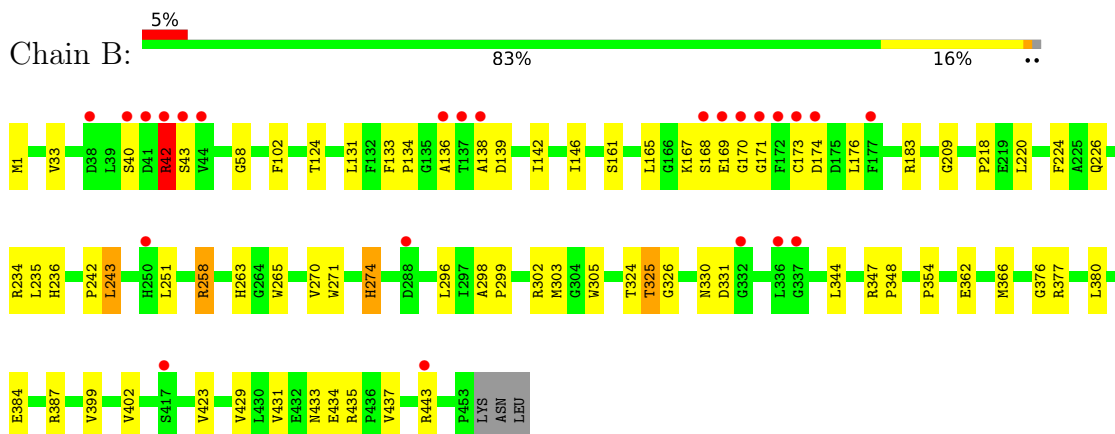 5%
Chain B:
83% 16% ••
M1 V33 D38 L39 S40 D41 R42 S43 V44 G58 F102 T124 L131 F132 F133 P134 G135 A136 T137 A138 D139 I142 I146 S161 L165 G166 K167 S168 E169 G170 G171 F172 C173 D174 D175 L176 F177 R183 G209 P218 E219 L220 F224 A225 Q226
R234 L235 H236 P242 L243 H250 L251 R258 H263 G264 W265 V270 W271 H274 D288 L296 I297 A298 P299 R302 M303 G304 W305 T324 T325 G326 N330 D331 G332 L336 G337 L344 R347 P348 P354 E362 M366 G376 R377 L380
E384 R387 V399 V402 S417 V423 V429 L430 V431 E432 N433 E434 R435 P436 V437 R443 P453 LYS ASN LEU